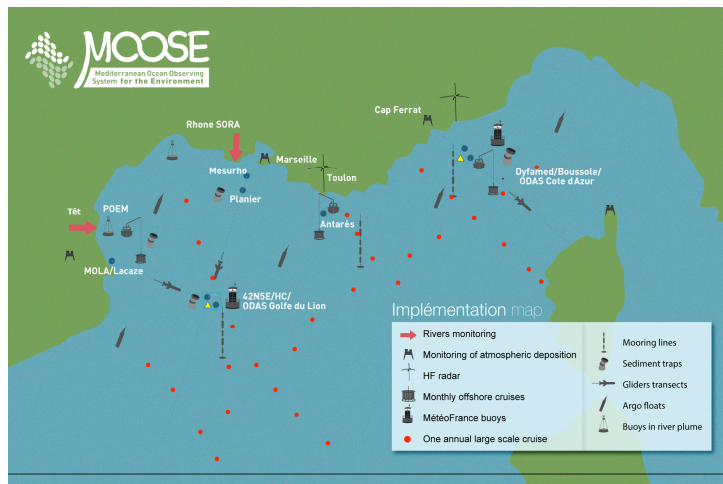 MOOSE
Mediterranean Ocean Observing
System for the Environment
Cap Ferrat
Rhone SORA
Marseille
Mesurho
Toulon
Dyfamed/Boussole/
ODAS Cote d'Azur
Planier
Têt
POEM
Antarès
MOLA/Lacaze
42N5E/HC/
ODAS Golfe du Lion
Implémentation map
Rivers monitoring
Monitoring of atmospheric deposition
HF radar
Monthly offshore cruises
MétéoFrance buoys
One annual large scale cruise
Mooring lines
Sediment traps
Gliders transects
Argo floats
Buoys in river plume